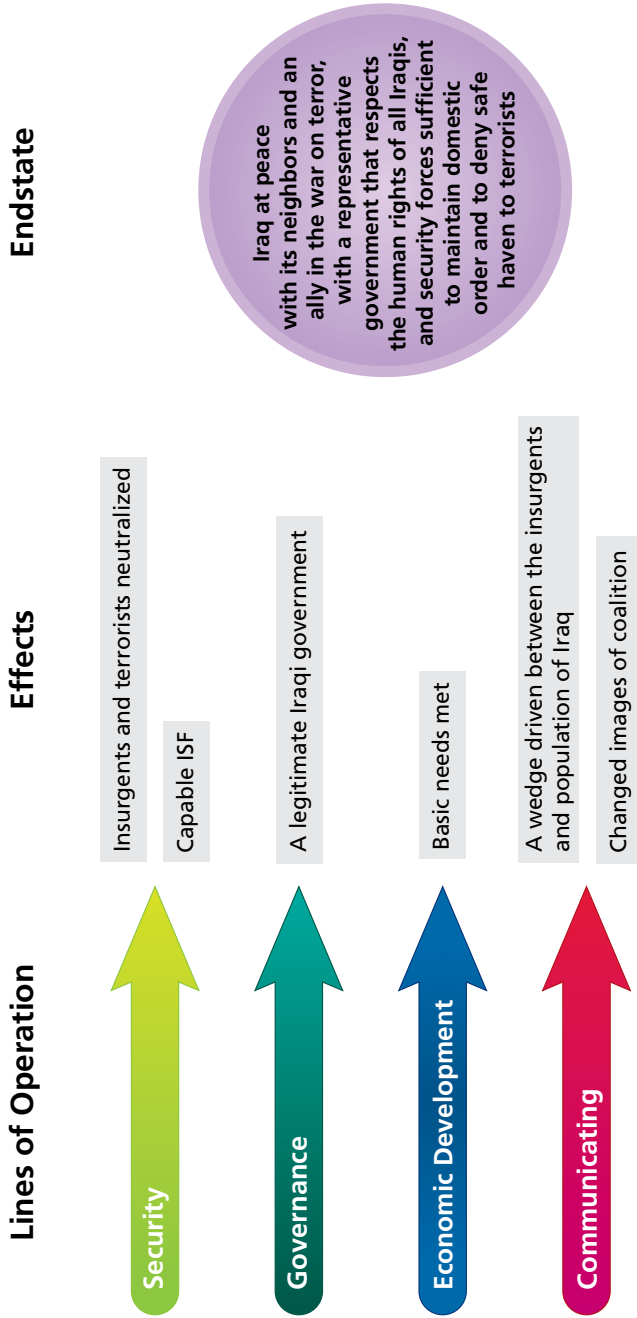 Lines of Operation
Effects
Endstate
Security
Insurgents and terrorists neutralized
Capable ISF
Governance
A legitimate Iraqi government
Economic Development
Basic needs met
Communicating
A wedge driven between the insurgents
and population of Iraq
Changed images of coalition
Iraq at peace
with its neighbors and an
ally in the war on terror,
with a representative
government that respects
the human rights of all Iraqis,
and security forces sufficient
to maintain domestic
order and to deny safe
haven to terrorists